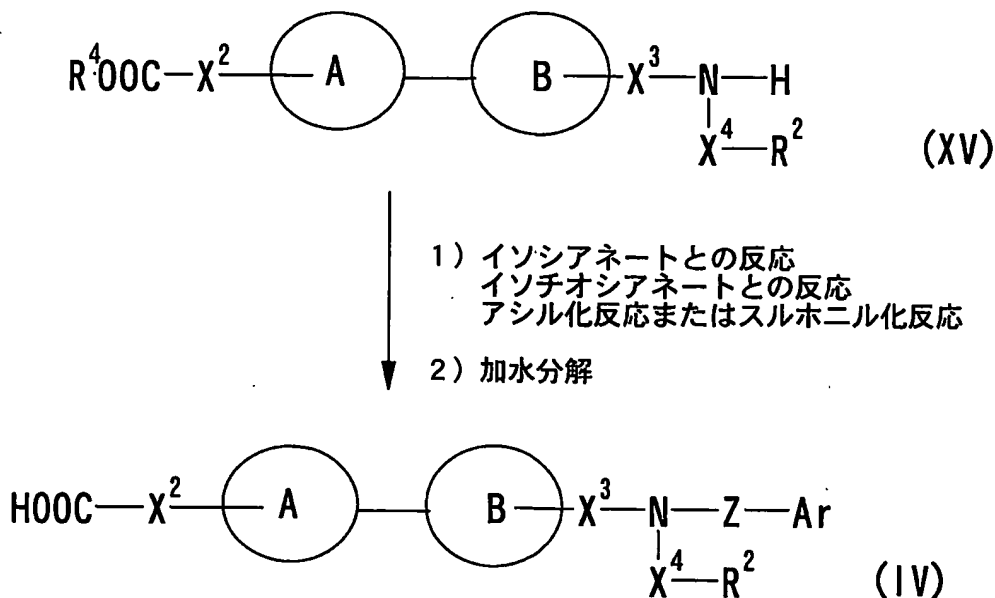 R⁴OOC—X²—A—B—X³—N—H
X⁴—R²
(XV)
1) イソシアネートとの反応
イソチオシアネートとの反応
アシル化反応またはスルホニル化反応
2) 加水分解
HOOC—X²—A—B—X³—N—Z—Ar
X⁴—R²
(IV)